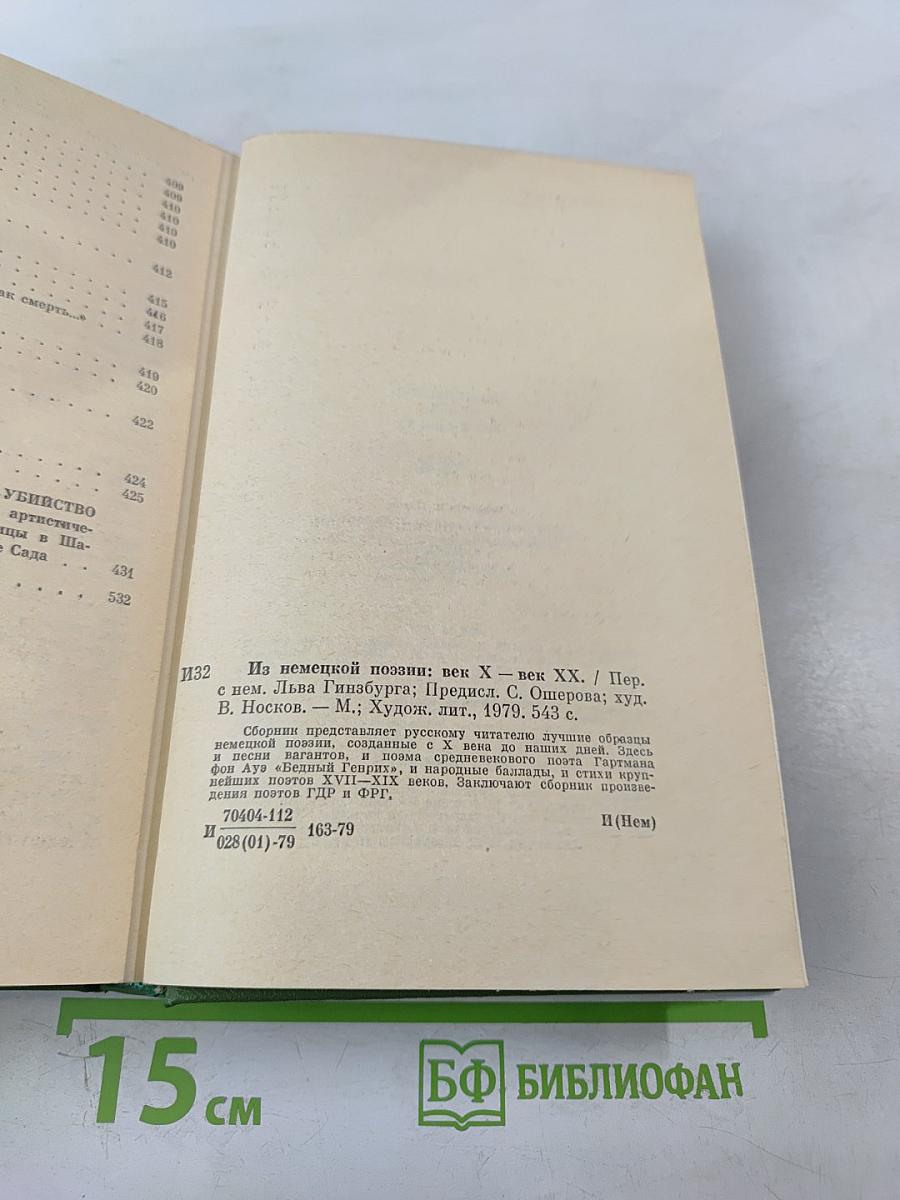 409
409
410
410
410
410
412
415
ак смерть...» 416
417
418
419
420
422
424
425
УБИЙСТВО
артистиче-
ицы в Ша-
е Сада . . 431
532
И32 Из немецкой поэзии: век X — век XX. / Пер.
с нем. Льва Гинзбурга; Предисл. С. Ошерова; худ.
В. Носков. — М.; Худож. лит., 1979. 543 с.
Сборник представляет русскому читателю лучшие образцы
немецкой поэзии, созданные с X века до наших дней. Здесь
и песни вагантов, и поэма средневекового поэта Гартмана
фон Ауэ «Бедный Генрих», и народные баллады, и стихи круп-
нейших поэтов XVII—XIX веков. Заключают сборник произве-
дения поэтов ГДР и ФРГ.
И 70404-112
028(01)-79 163-79 И(Нем)
15 см БФ БИБЛИОФАН